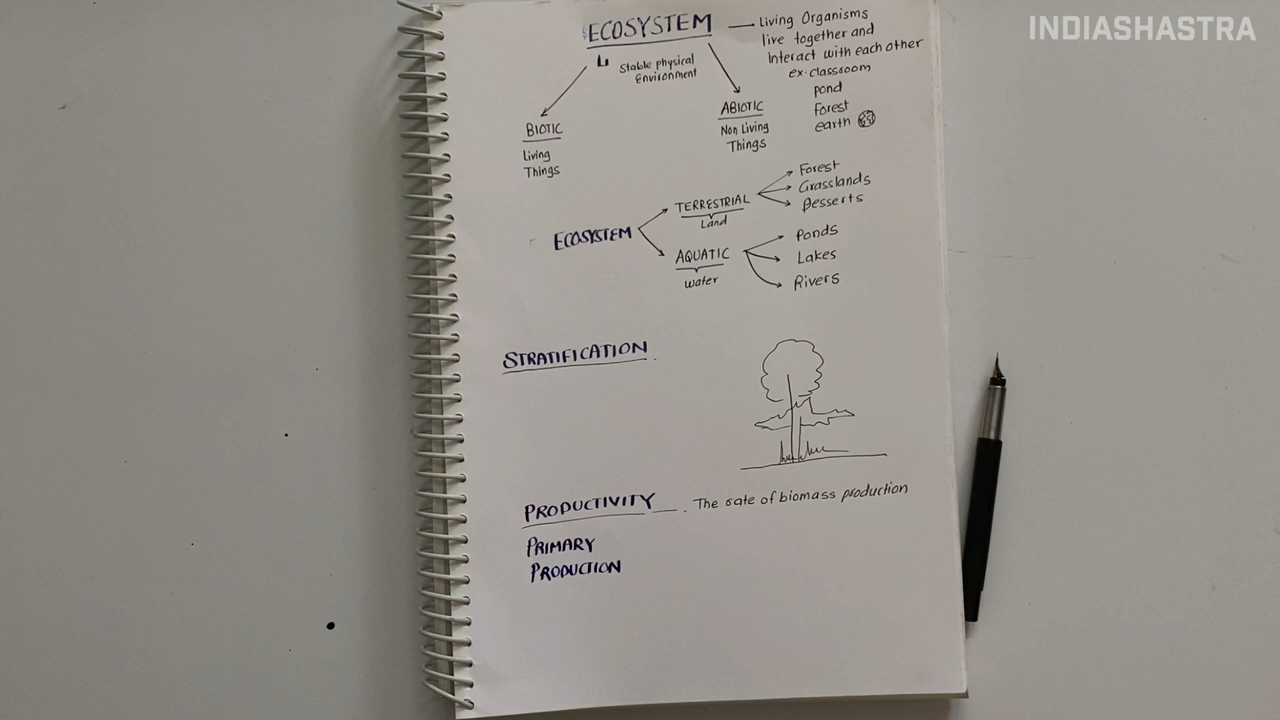 INDIASHASTRA
ECOSYSTEM
Living Organisms
live together and
Interact with each other
ex. classroom
pond
forest
earth
Stable physical
Environment
BIOTIC
Living
Things
ABIOTIC
Non Living
Things
ECOSYSTEM
TERRESTRIAL
Land
Forest
Grasslands
Desserts
AQUATIC
water
Ponds
Lakes
Rivers
STRATIFICATION
PRODUCTIVITY. The rate of biomass production
PRIMARY
PRODUCTION